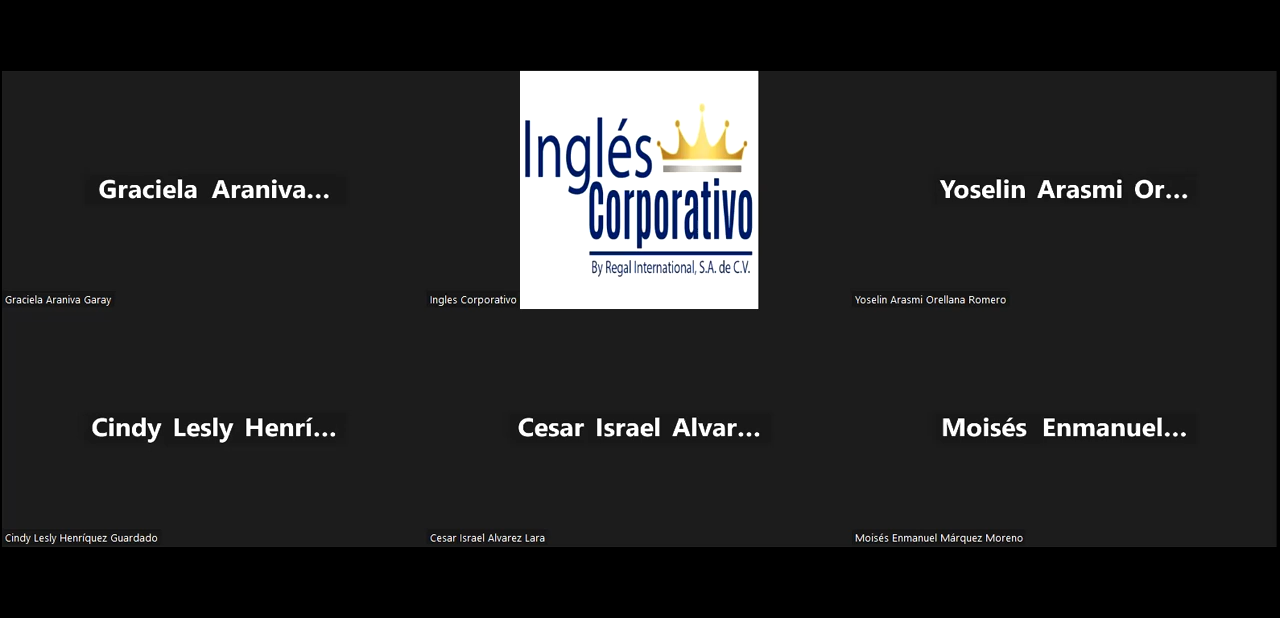 Graciela Araniva...
Graciela Araniva Garay
Inglés
Corporativo
By Regal International, S.A. de C.V.
Ingles Corporativo
Yoselin Arasmi Or...
Yoselin Arasmi Orellana Romero
Cindy Lesly Henrí...
Cindy Lesly Henríquez Guardado
Cesar Israel Alvar...
Cesar Israel Alvarez Lara
Moisés Enmanuel...
Moisés Enmanuel Márquez Moreno